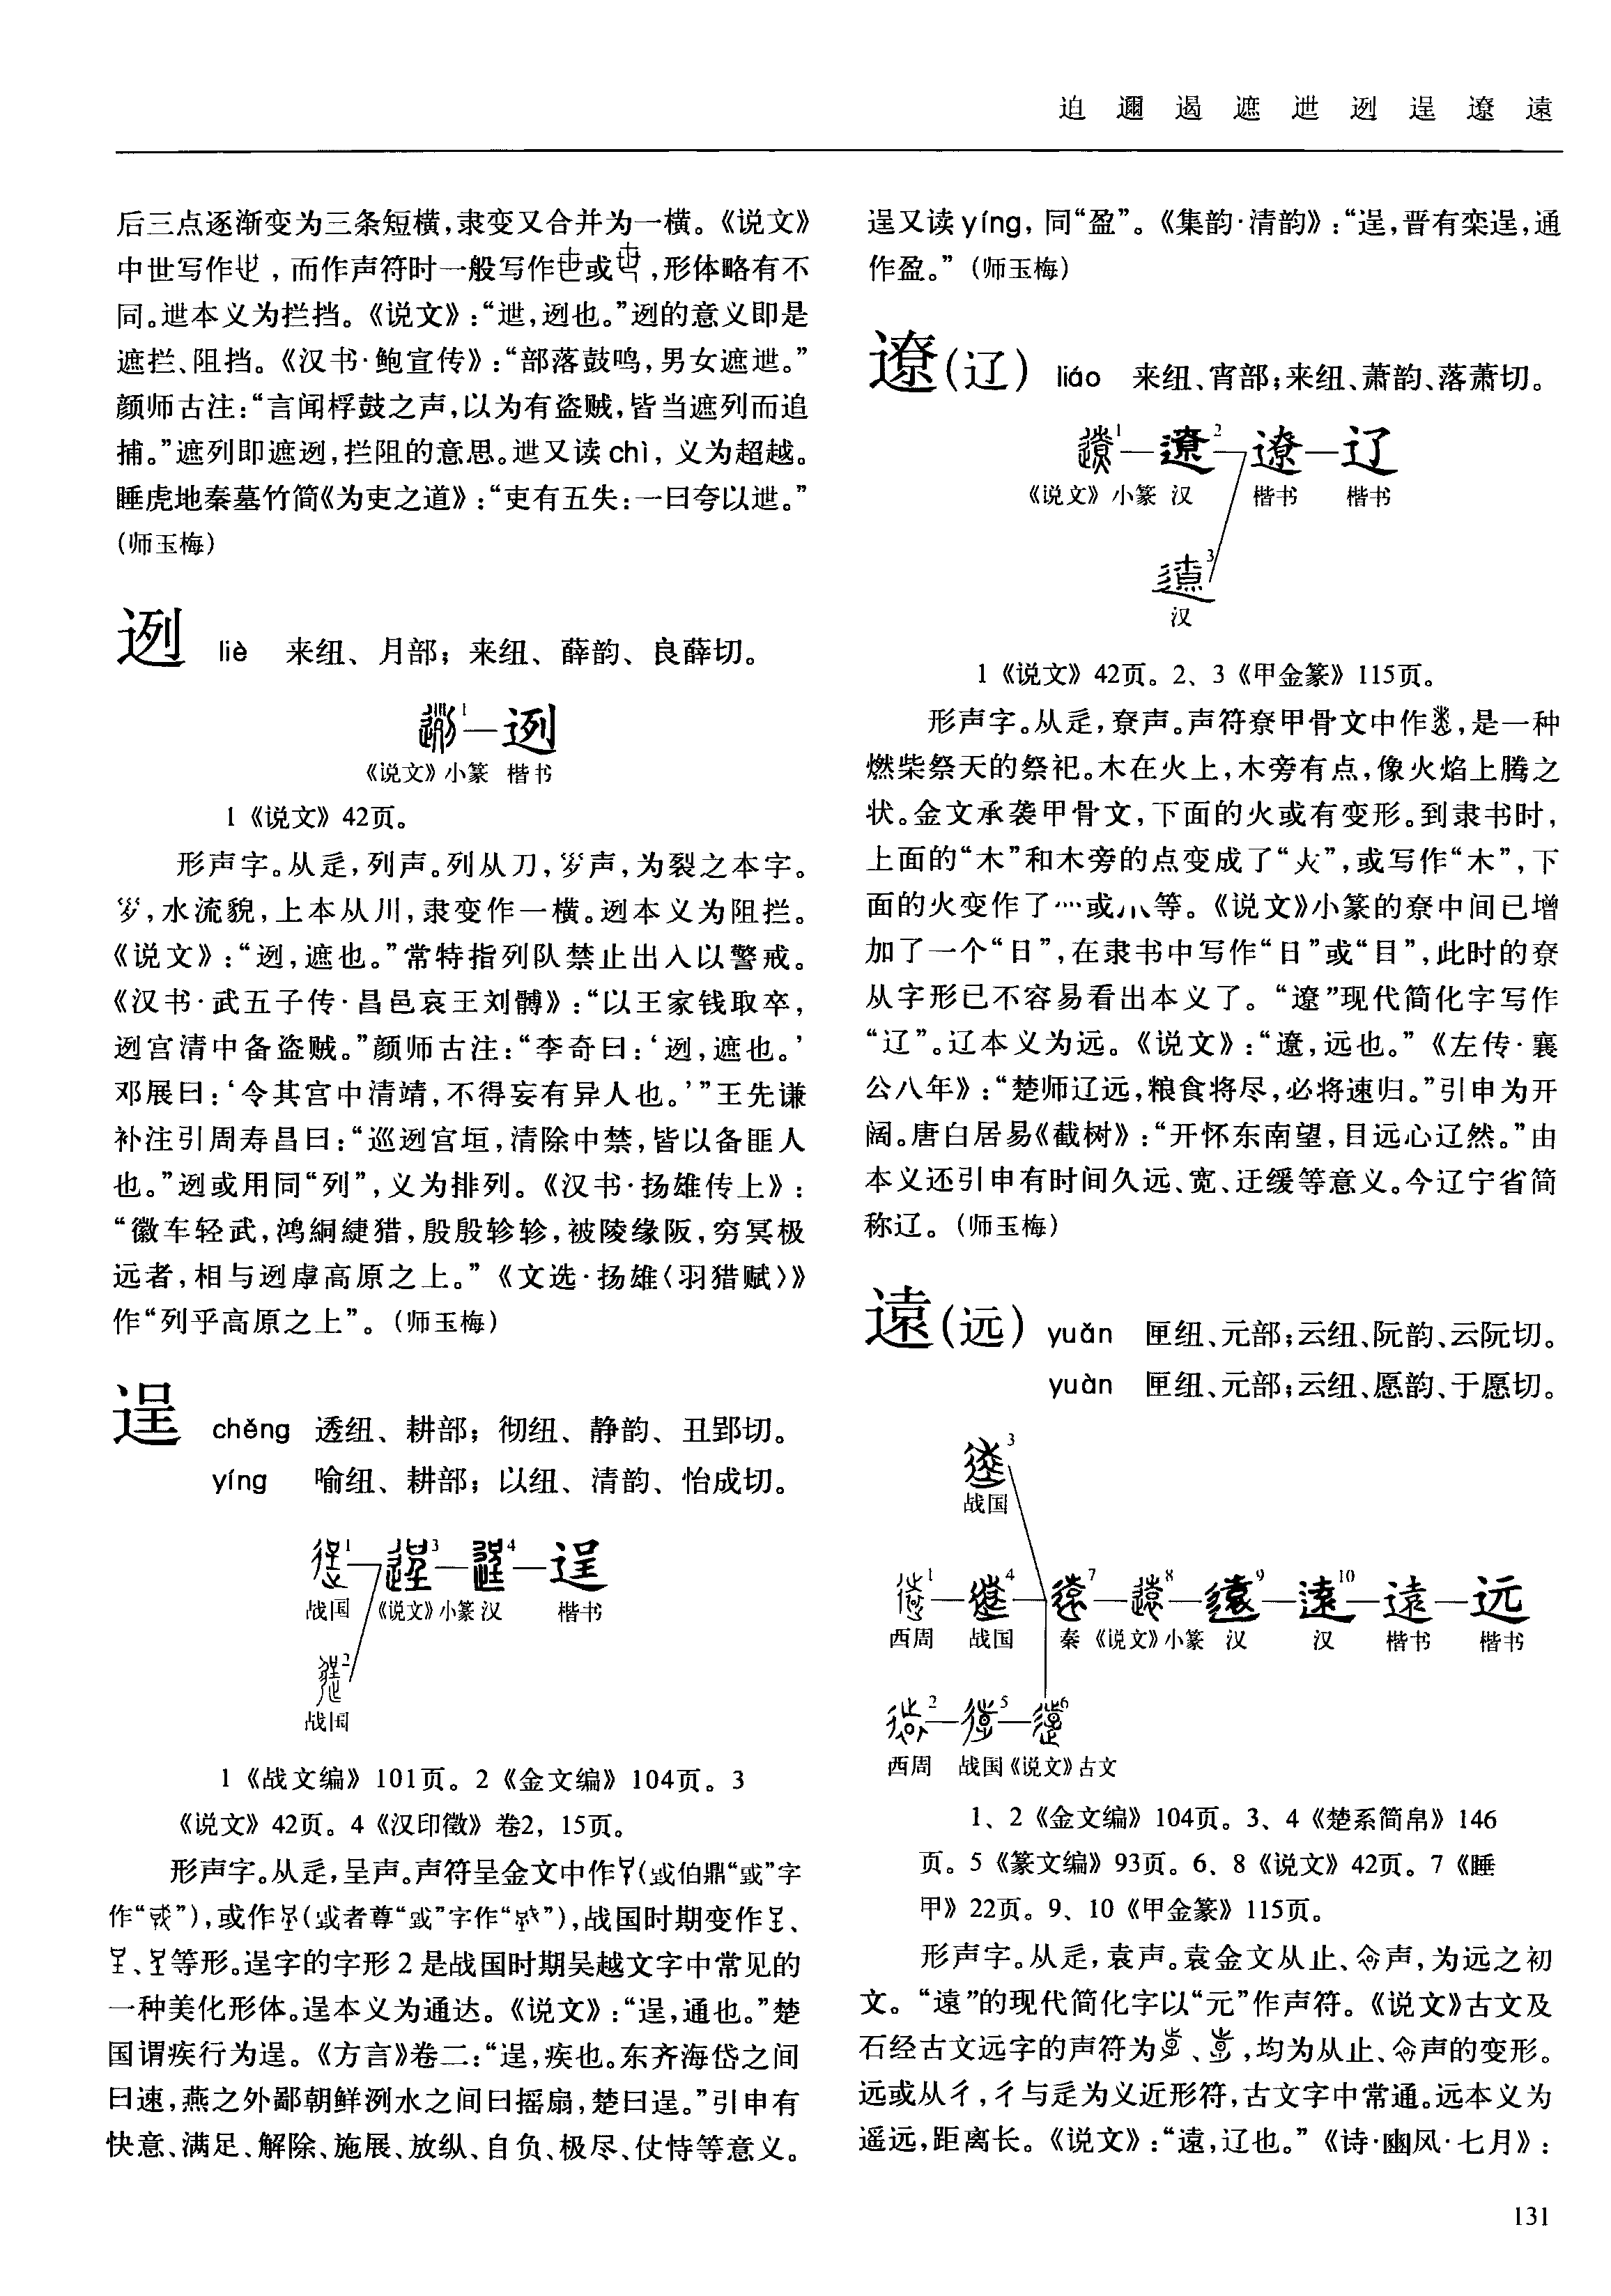 迫 邇 遏 遮 迣 迾 逞 遼 遠
后三点逐渐变为三条短横，隶变又合并为一横。《说文》
中世写作，而作声符时一般写作或，形体略有不
同。迣本义为拦挡。《说文》：“迣，迾也。”迾的意义即是
遮拦、阻挡。《汉书·鲍宣传》：“部落鼓鸣，男女遮迣。”
颜师古注：“言闻桴鼓之声，以为有盗贼，皆当遮列而追
捕。”遮列即遮迾，拦阻的意思。迣又读 chì，义为超越。
睡虎地秦墓竹简《为吏之道》：“吏有五失：一曰夸以迣。”
（师玉梅）
迾 liè 来纽、月部；来纽、薛韵、良薛切。
1—迾
《说文》小篆 楷书
1《说文》42页。
形声字。从辵，列声。列从刀，声，为裂之本字。
，水流貌，上本从川，隶变作一横。迾本义为阻拦。
《说文》：“迾，遮也。”常特指列队禁止出入以警戒。
《汉书·武五子传·昌邑哀王刘髆》：“以王家钱取卒，
迾宫清中备盗贼。”颜师古注：“李奇曰：‘迾，遮也。’
邓展曰：‘令其宫中清靖，不得妄有异人也。’”王先谦
补注引周寿昌曰：“巡迾宫垣，清除中禁，皆以备匪人
也。”迾或用同“列”，义为排列。《汉书·扬雄传上》：
“徽车轻武，鸿絅緁猎，殷殷轸轸，被陵缘阪，穷冥极
远者，相与迾虖高原之上。”《文选·扬雄〈羽猎赋〉》
作“列乎高原之上”。（师玉梅）
逞 chěng 透纽、耕部；彻纽、静韵、丑郢切。
yíng 喻纽、耕部；以纽、清韵、怡成切。
1 3 4 逞
战国 《说文》小篆 汉 楷书
2
战国
1《战文编》101页。2《金文编》104页。3
《说文》42页。4《汉印徵》卷2，15页。
形声字。从辵，呈声。声符呈金文中作（伯鼎“”字
作“”），或作（者尊“”字作“”），战国时期变作、
、等形。逞字的字形 2 是战国时期吴越文字中常见的
一种美化形体。逞本义为通达。《说文》：“逞，通也。”楚
国谓疾行为逞。《方言》卷二：“逞，疾也。东齐海岱之间
曰速，燕之外鄙朝鲜洌水之间曰摇扇，楚曰逞。”引申有
快意、满足、解除、施展、放纵、自负、极尽、仗恃等意义。
逞又读 yíng，同“盈”。《集韵·清韵》：“逞，晋有栾逞，通
作盈。”（师玉梅）
遼（辽） liáo 来纽、宵部；来纽、萧韵、落萧切。
1 2 遼—辽
《说文》小篆 汉 楷书 楷书
3
汉
1《说文》42页。2、3《甲金篆》115页。
形声字。从辵，尞声。声符尞甲骨文中作，是一种
燃柴祭天的祭祀。木在火上，木旁有点，像火焰上腾之
状。金文承袭甲骨文，下面的火或有变形。到隶书时，
上面的“木”和木旁的点变成了“”，或写作“木”，下
面的火变作了灬或等。《说文》小篆的尞中间已增
加了一个“日”，在隶书中写作“日”或“目”，此时的尞
从字形已不容易看出本义了。“遼”现代简化字写作
“辽”。辽本义为远。《说文》：“遼，远也。”《左传·襄
公八年》：“楚师辽远，粮食将尽，必将速归。”引申为开
阔。唐白居易《截树》：“开怀东南望，目远心辽然。”由
本义还引申有时间久远、宽、迂缓等意义。今辽宁省简
称辽。（师玉梅）
遠（远） yuǎn 匣纽、元部；云纽、阮韵、云阮切。
yuàn 匣纽、元部；云纽、愿韵、于愿切。
3
战国
1 4 7 8 9 10 遠—远
西周 战国 秦 《说文》小篆 汉 汉 楷书 楷书
2 5 6
西周 战国 《说文》古文
1、2《金文编》104页。3、4《楚系简帛》146
页。5《篆文编》93页。6、8《说文》42页。7《睡
甲》22页。9、10《甲金篆》115页。
形声字。从辵，袁声。袁金文从止、声，为远之初
文。“遠”的现代简化字以“元”作声符。《说文》古文及
石经古文远字的声符为、，均为从止、声的变形。
远或从彳，彳与辵为义近形符，古文字中常通。远本义为
遥远，距离长。《说文》：“遠，辽也。”《诗·豳风·七月》：
131